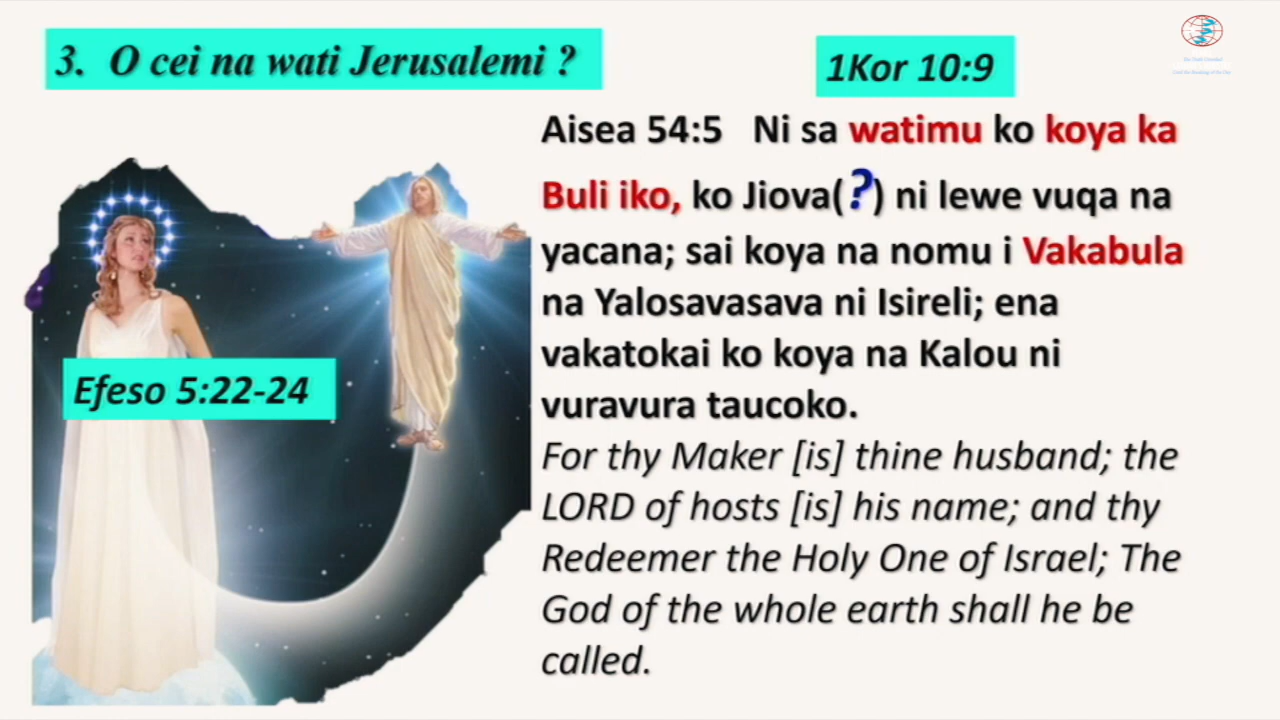 3. O cei na wati Jerusalemi ?
1Kor 10:9
Aisea 54:5 Ni sa watimu ko koya ka
Buli iko, ko Jiova(?) ni lewe vuqa na
yacana; sai koya na nomu i Vakabula
na Yalosavasava ni Isireli; ena
vakatokai ko koya na Kalou ni
vuravura taucoko.
For thy Maker [is] thine husband; the
LORD of hosts [is] his name; and thy
Redeemer the Holy One of Israel; The
God of the whole earth shall he be
called.
Efeso 5:22-24